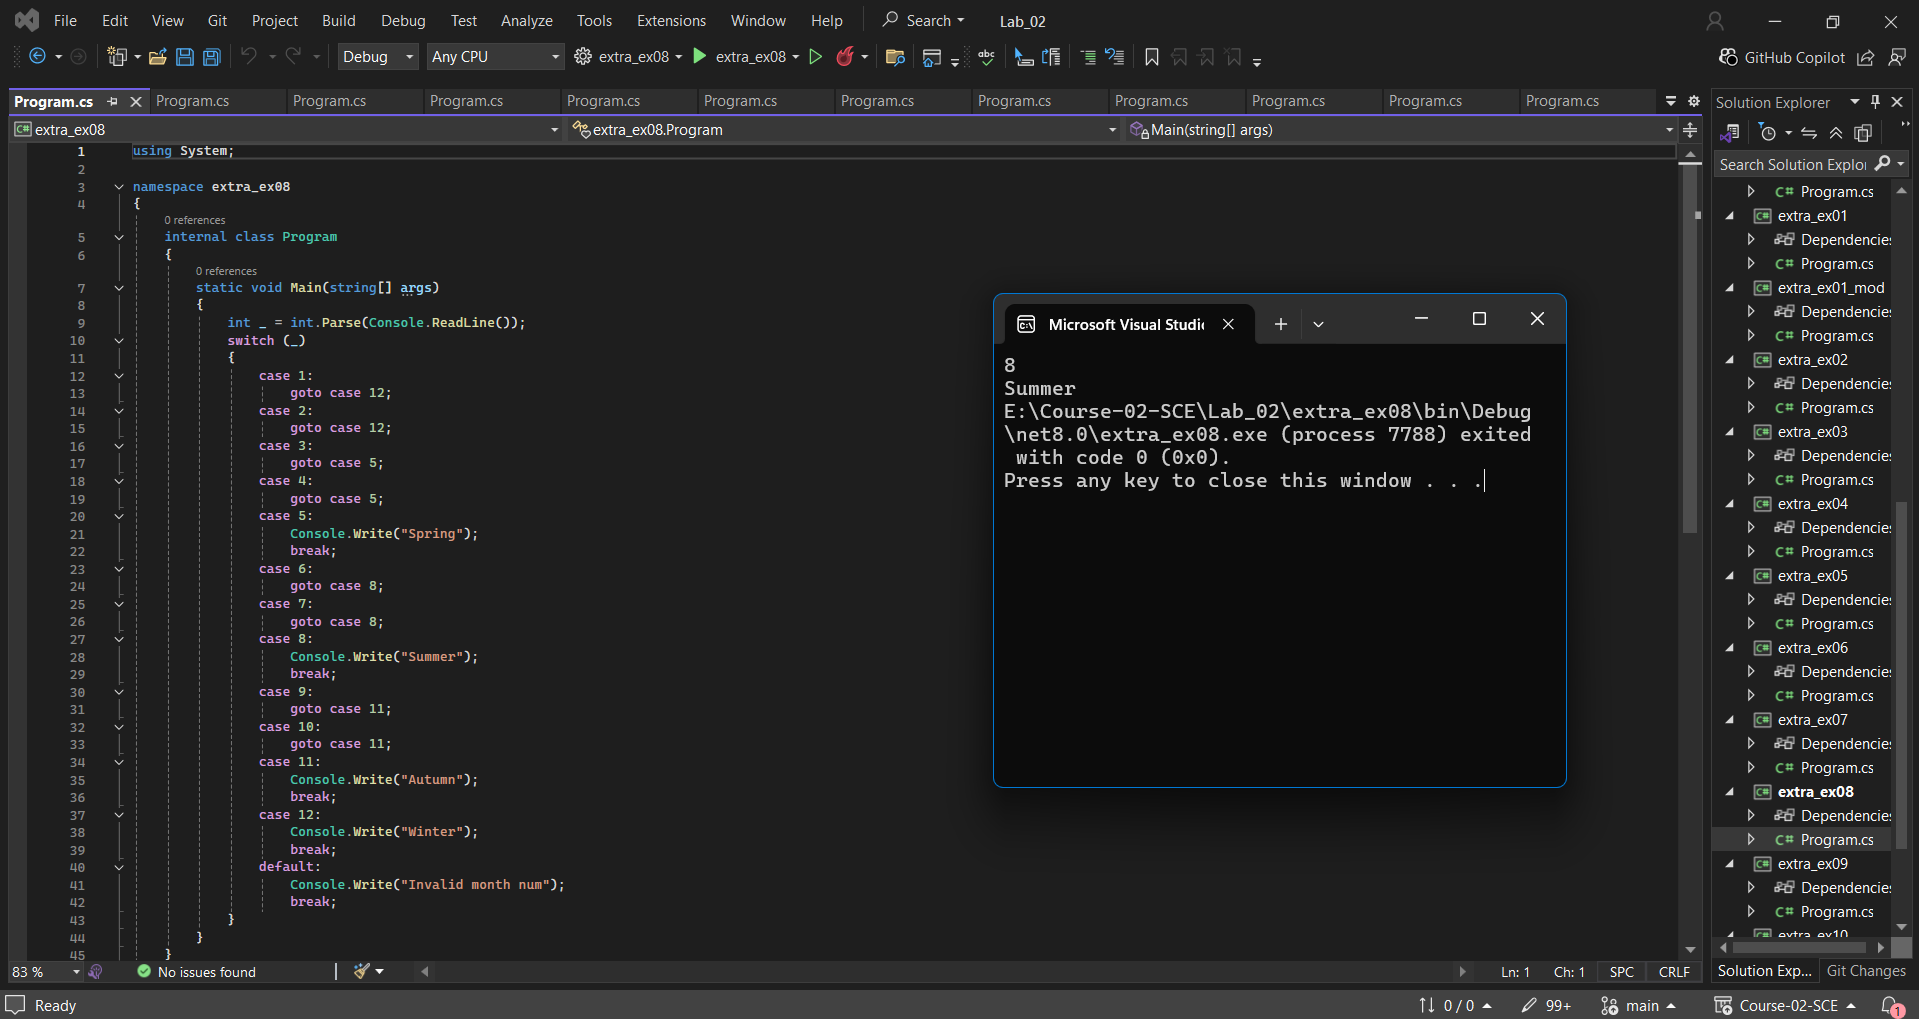 File Edit View Git Project Build Debug Test Analyze Tools Extensions Window Help Search Lab_02
Debug Any CPU extra_ex08 extra_ex08 GitHub Copilot
Program.cs Program.cs Program.cs Program.cs Program.cs Program.cs Program.cs Program.cs Program.cs Program.cs Program.cs Program.cs
extra_ex08 extra_ex08.Program Main(string[] args)
1 using System;
2
3 namespace extra_ex08
4 {
0 references
5 internal class Program
6 {
0 references
7 static void Main(string[] args)
8 {
9 int _ = int.Parse(Console.ReadLine());
10 switch (_)
11 {
12 case 1:
13 goto case 12;
14 case 2:
15 goto case 12;
16 case 3:
17 goto case 5;
18 case 4:
19 goto case 5;
20 case 5:
21 Console.Write("Spring");
22 break;
23 case 6:
24 goto case 8;
25 case 7:
26 goto case 8;
27 case 8:
28 Console.Write("Summer");
29 break;
30 case 9:
31 goto case 11;
32 case 10:
33 goto case 11;
34 case 11:
35 Console.Write("Autumn");
36 break;
37 case 12:
38 Console.Write("Winter");
39 break;
40 default:
41 Console.Write("Invalid month num");
42 break;
43 }
44 }
45 }
Microsoft Visual Studi
8
Summer
E:\Course-02-SCE\Lab_02\extra_ex08\bin\Debug
\net8.0\extra_ex08.exe (process 7788) exited
with code 0 (0x0).
Press any key to close this window . . .
Solution Explorer
Search Solution Explo
C# Program.cs
C# extra_ex01
Dependencies
C# Program.cs
C# extra_ex01_mod
Dependencies
C# Program.cs
C# extra_ex02
Dependencies
C# Program.cs
C# extra_ex03
Dependencies
C# Program.cs
C# extra_ex04
Dependencies
C# Program.cs
C# extra_ex05
Dependencies
C# Program.cs
C# extra_ex06
Dependencies
C# Program.cs
C# extra_ex07
Dependencies
C# Program.cs
C# extra_ex08
Dependencies
C# Program.cs
C# extra_ex09
Dependencies
C# Program.cs
C# extra_ex10
83 % No issues found Ln: 1 Ch: 1 SPC CRLF
Solution Exp... Git Changes
Ready 0 / 0 99+ main Course-02-SCE 1